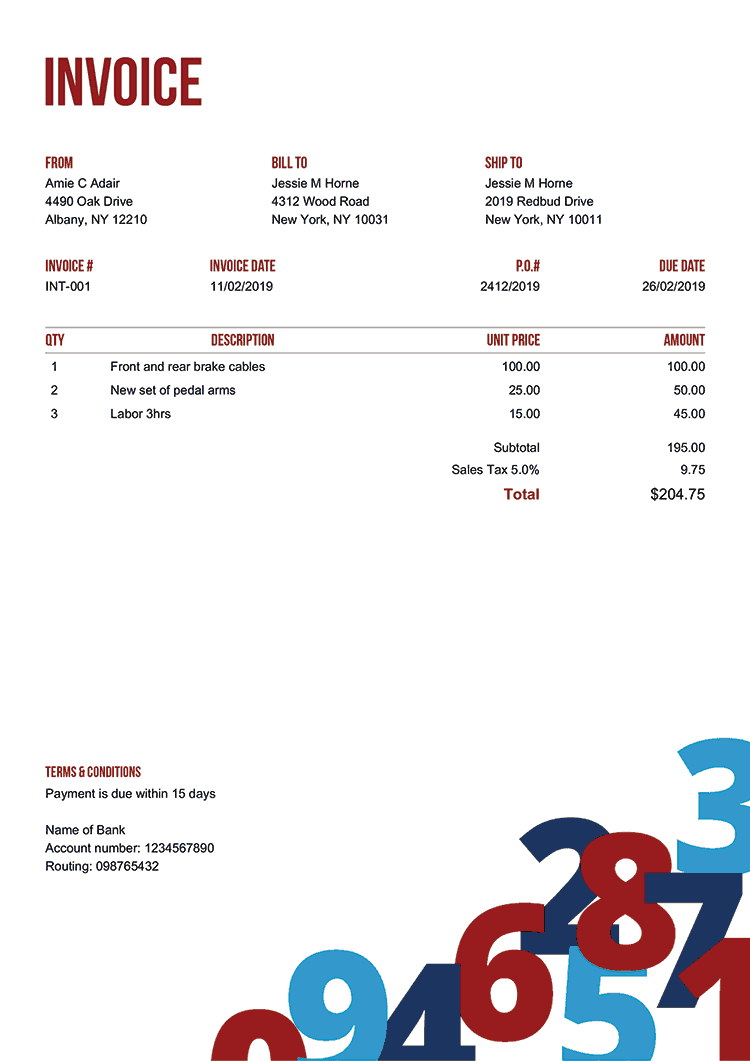 INVOICE
FROM BILL TO SHIP TO
Amie C Adair Jessie M Horne Jessie M Horne
4490 Oak Drive 4312 Wood Road 2019 Redbud Drive
Albany, NY 12210 New York, NY 10031 New York, NY 10011
INVOICE # INVOICE DATE P.O.# DUE DATE
INT-001 11/02/2019 2412/2019 26/02/2019
QTY DESCRIPTION UNIT PRICE AMOUNT
1 Front and rear brake cables 100.00 100.00
2 New set of pedal arms 25.00 50.00
3 Labor 3hrs 15.00 45.00
Subtotal 195.00
Sales Tax 5.0% 9.75
Total $204.75
TERMS & CONDITIONS
Payment is due within 15 days
Name of Bank
Account number: 1234567890
Routing: 098765432
3
2 8 7
6 5 1
0 9 4